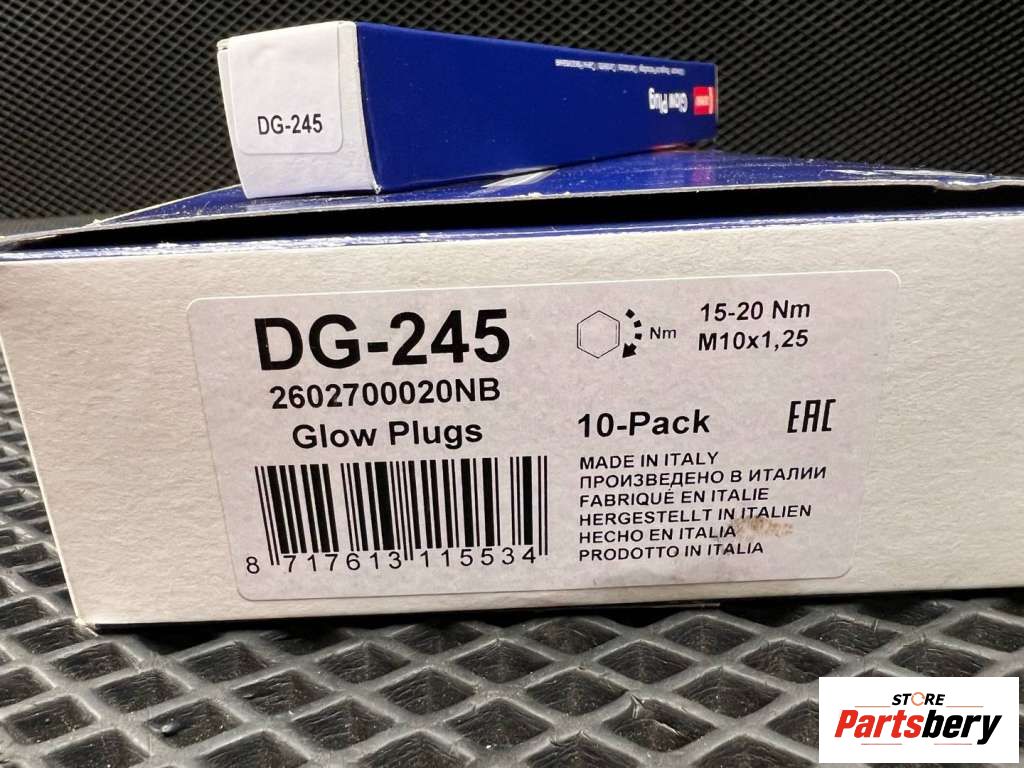 DG-245
Glow Plug
DG-245
2602700020NB
Glow Plugs
8 717613 115534
Nm
15-20 Nm
M10x1,25
10-Pack
EAC
MADE IN ITALY
ПРОИЗВЕДЕНО В ИТАЛИИ
FABRIQUÉ EN ITALIE
HERGESTELLT IN ITALIEN
HECHO EN ITALIA
PRODOTTO IN ITALIA
STORE
Partsbery